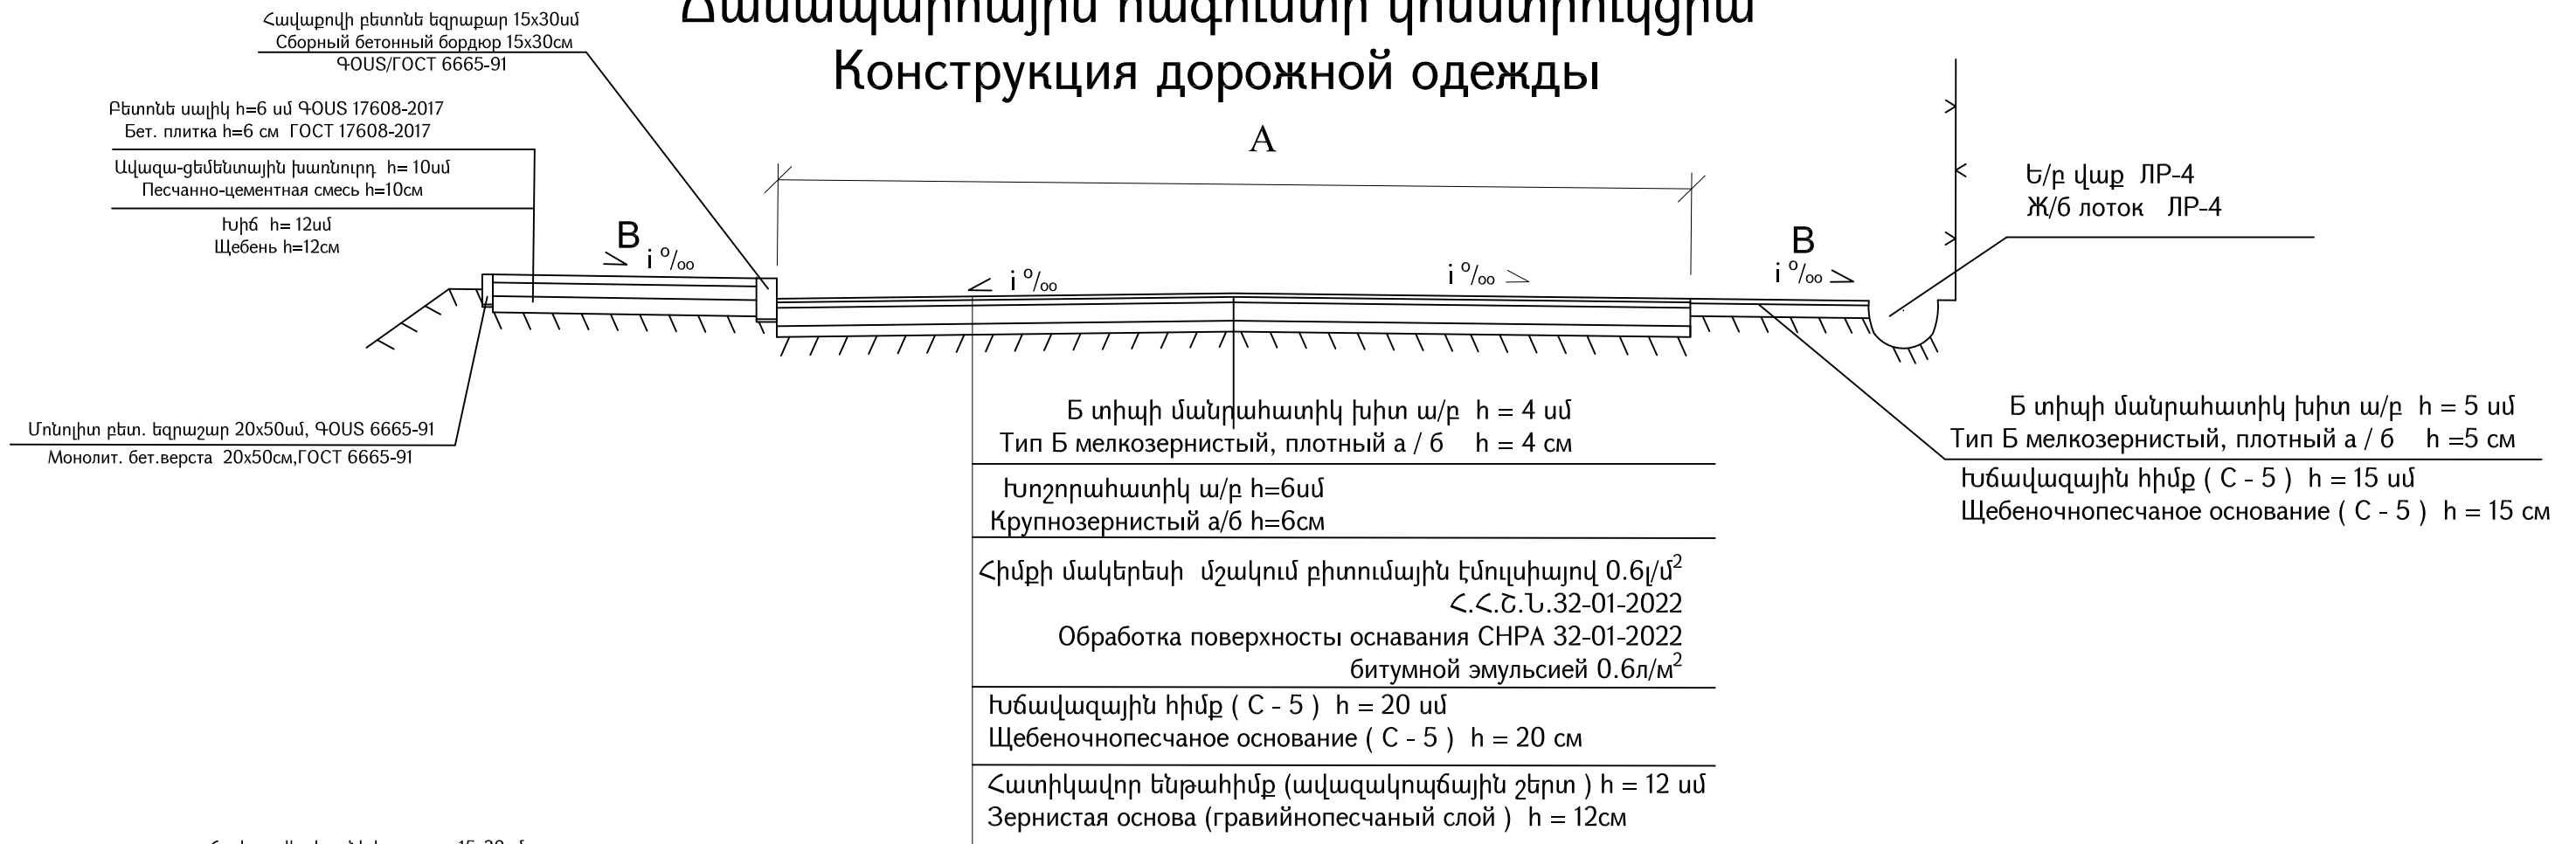 Ճանապարհային հագուստի կոնստրուկցիա
Конструкция дорожной одежды
Հավաքովի բետոնե եզրաքար 15x30սմ
Сборный бетонный бордюр 15x30см
ԳՕՍՏ/ГОСТ 6665-91
Բետոնե սալիկ h=6 սմ ԳՕՍՏ 17608-2017
Бет. плитка h=6 см ГОСТ 17608-2017
Ավազա-ցեմենտային խառնուրդ h= 10սմ
Песчанно-цементная смесь h=10см
Խիճ h= 12սմ
Щебень h=12см
A
B
i ‰
i ‰
i ‰
B
i ‰
Ե/բ վաք ЛР-4
Ж/б лоток ЛР-4
Մոնոլիտ բետ. եզրաշար 20x50սմ, ԳՕՍՏ 6665-91
Монолит. бет.верста 20x50см,ГОСТ 6665-91
Б տիպի մանրահատիկ խիտ ա/բ h = 4 սմ
Тип Б мелкозернистый, плотный а / б h = 4 см
Խոշորահատիկ ա/բ h=6սմ
Крупнозернистый а/б h=6см
Հիմքի մակերեսի մշակում բիտումային էմուլսիայով 0.6լ/մ²
Հ.Հ.Շ.Ն.32-01-2022
Обработка поверхносты оснавания СНРА 32-01-2022
битумной эмульсией 0.6л/м²
Խճավազային հիմք ( C - 5 ) h = 20 սմ
Щебеночнопесчаное основание ( C - 5 ) h = 20 см
Հատիկավոր ենթահիմք (ավազակոպճային շերտ ) h = 12 սմ
Зернистая основа (гравийнопесчаный слой ) h = 12см
Б տիպի մանրահատիկ խիտ ա/բ h = 5 սմ
Тип Б мелкозернистый, плотный а / б h =5 см
Խճավազային հիմք ( C - 5 ) h = 15 սմ
Щебеночнопесчаное основание ( C - 5 ) h = 15 см